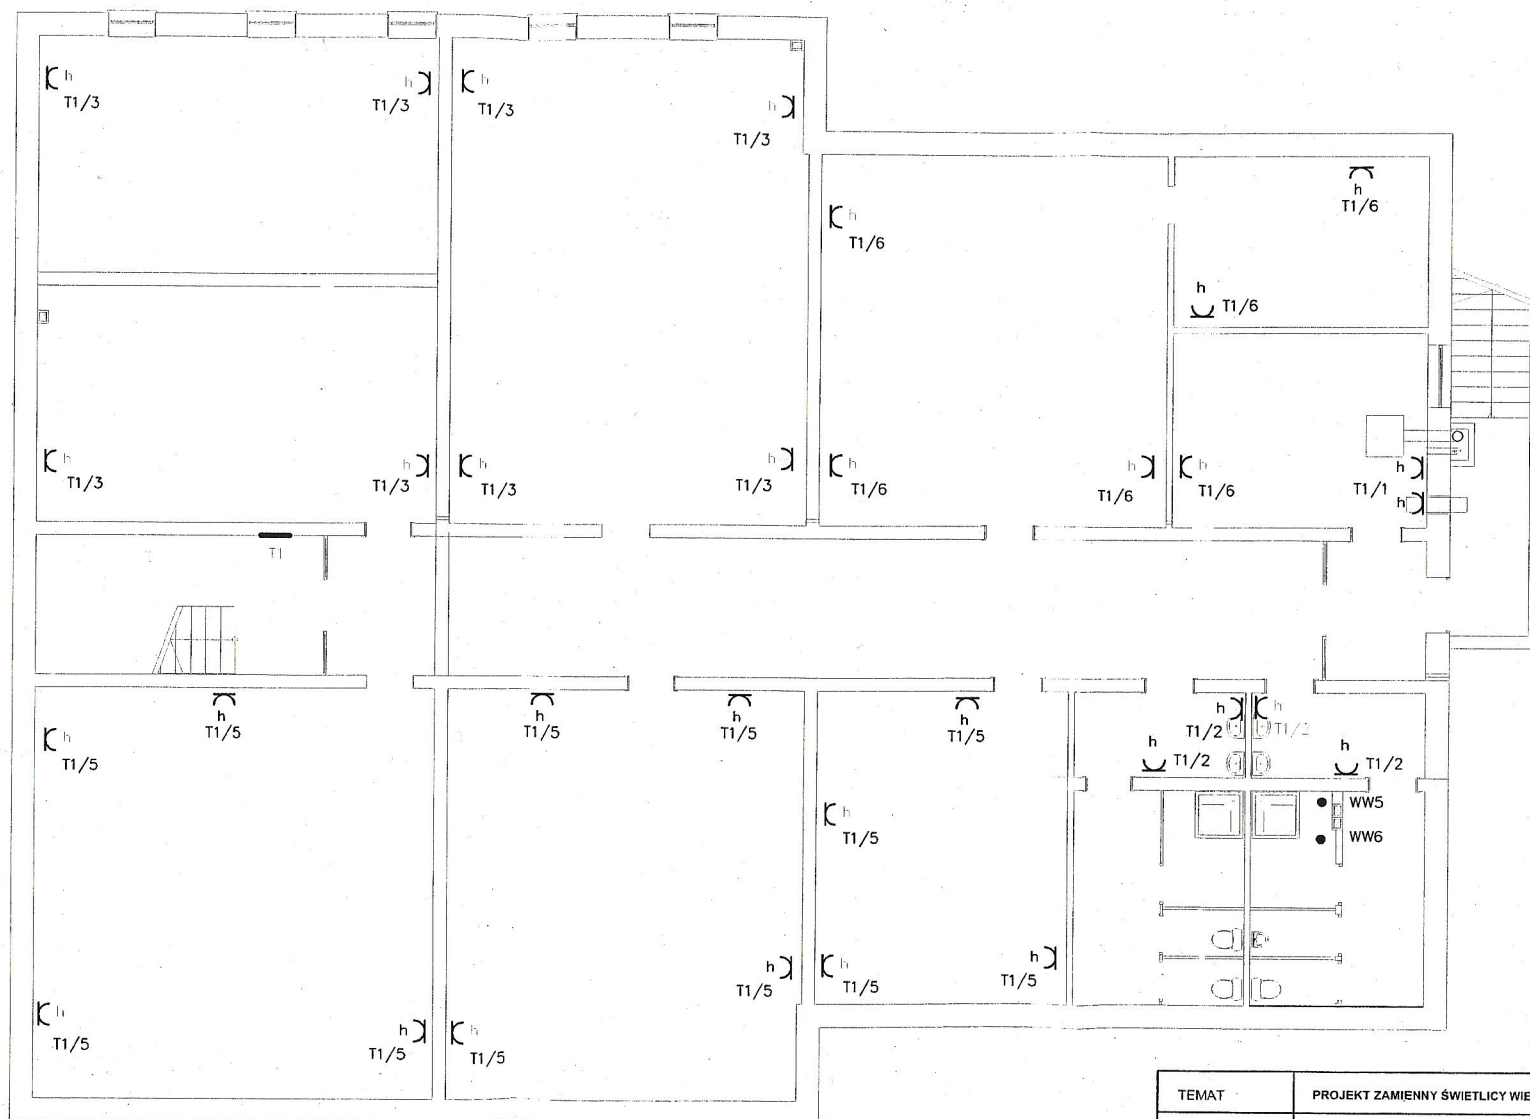 h h h h
T1/3 T1/3 T1/3 T1/3
h
T1/6
h
T1/6
h
T1/6
h h h h h h h h
T1/3 T1/3 T1/3 T1/3 T1/6 T1/6 T1/6 T1/1
h
T1
h h h h h h
T1/5 T1/5 T1/5 T1/5 T1/2 T1/2
h
T1/5
h h
T1/2 T1/2
WW5
h
T1/5
WW6
h h h
T1/5 T1/5 T1/5
h h h
T1/5 T1/5 T1/5
TEMAT PROJEKT ZAMIENNY ŚWIETLICY